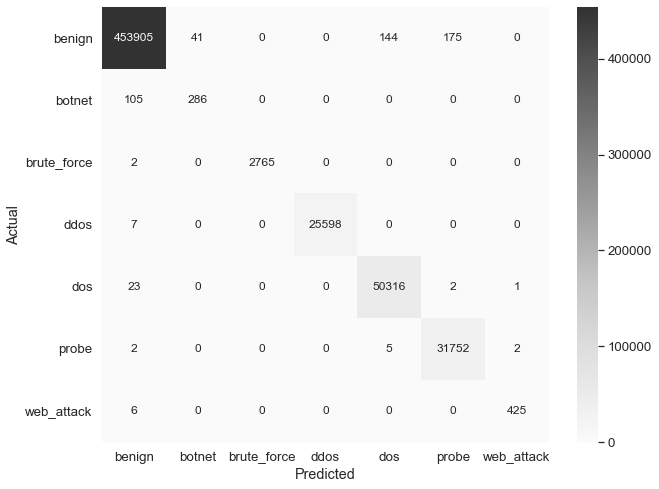 benign 453905 41 0 0 144 175 0
botnet 105 286 0 0 0 0 0
brute_force 2 0 2765 0 0 0 0
ddos 7 0 0 25598 0 0 0
dos 23 0 0 0 50316 2 1
probe 2 0 0 0 5 31752 2
web_attack 6 0 0 0 0 0 425
benign botnet brute_force ddos dos probe web_attack
Predicted
Actual
400000
300000
200000
100000
0